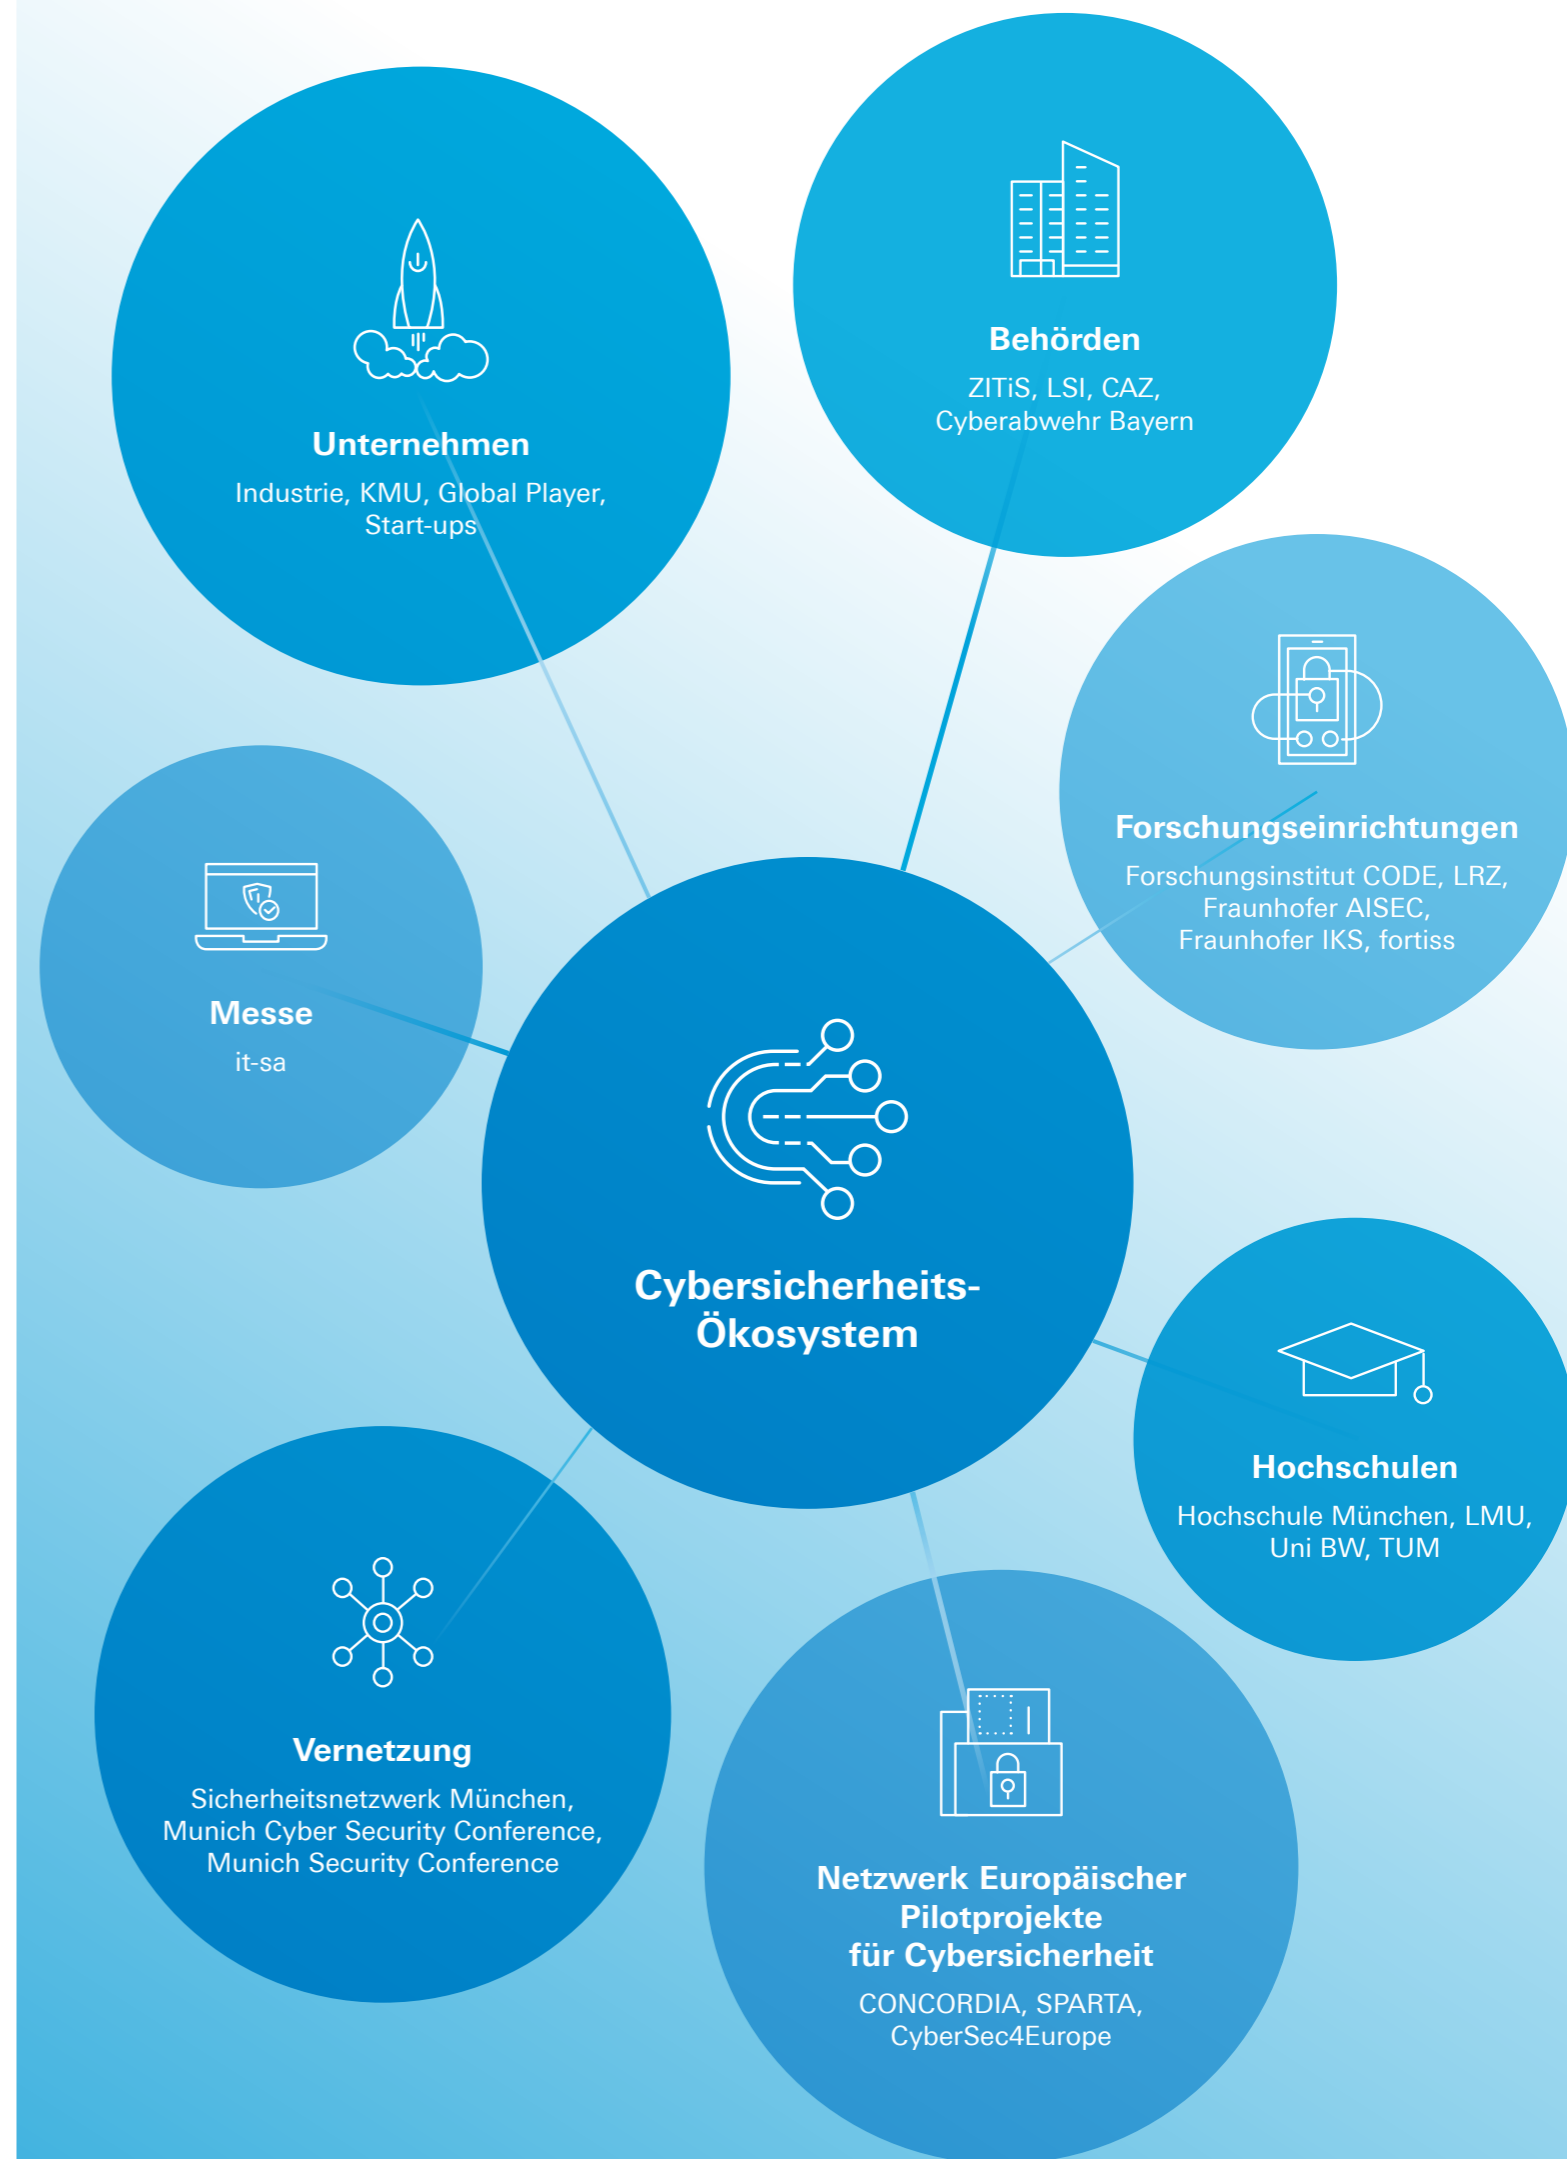 Behörden
ZITiS, LSI, CAZ,
Cyberabwehr Bayern
Unternehmen
Industrie, KMU, Global Player,
Start-ups
Forschungseinrichtungen
Forschungsinstitut CODE, LRZ,
Fraunhofer AISEC,
Fraunhofer IKS, fortiss
Messe
it-sa
Cybersicherheits-
Ökosystem
Hochschulen
Hochschule München, LMU,
Uni BW, TUM
Vernetzung
Sicherheitsnetzwerk München,
Munich Cyber Security Conference,
Munich Security Conference
Netzwerk Europäischer
Pilotprojekte
für Cybersicherheit
CONCORDIA, SPARTA,
CyberSec4Europe